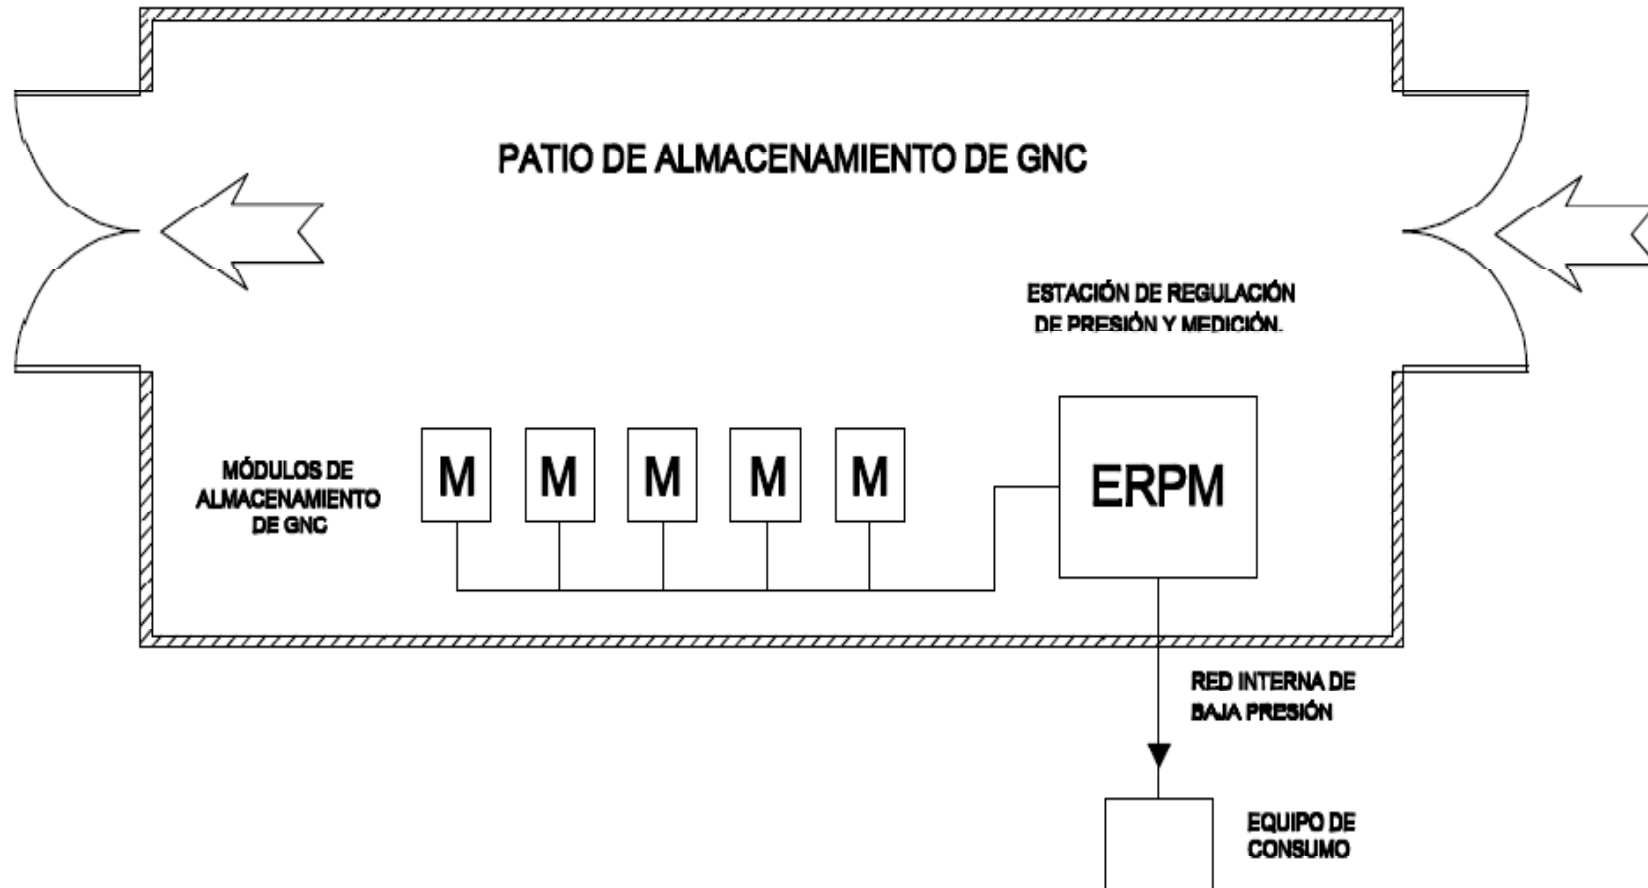 PATIO DE ALMACENAMIENTO DE GNC
ESTACIÓN DE REGULACIÓN
DE PRESIÓN Y MEDICIÓN.
MÓDULOS DE
ALMACENAMIENTO
DE GNC
M M M M M
ERPM
RED INTERNA DE
BAJA PRESIÓN
EQUIPO DE
CONSUMO